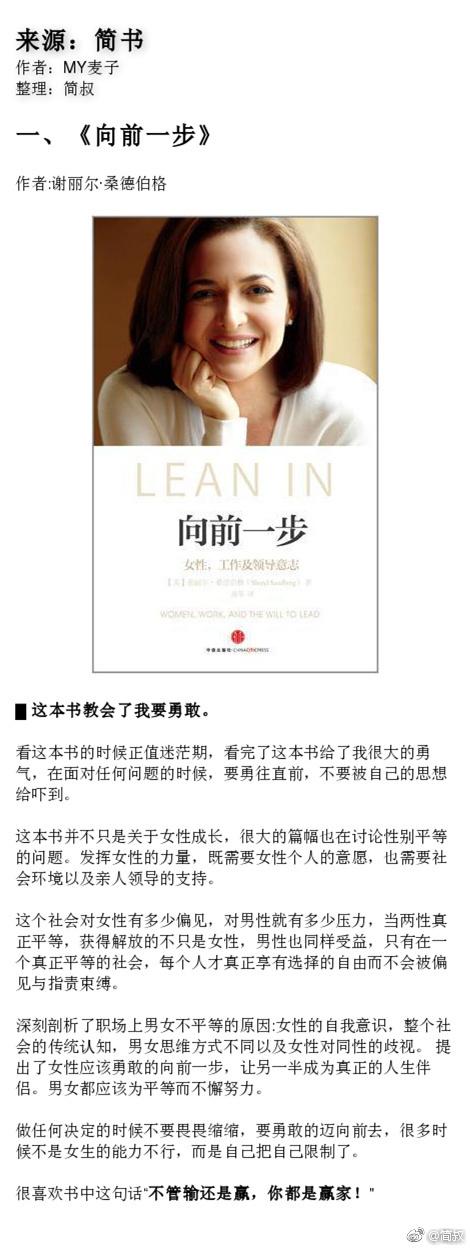 来源：简书
作者：MY麦子
整理：简叔
一、《向前一步》
作者:谢丽尔·桑德伯格
LEAN IN
向前一步
女性，工作及领导意志
【美】谢丽尔·桑德伯格（Sheryl Sandberg）著
WOMEN, WORK, AND THE WILL TO LEAD
中信出版社·CHINACITICPRESS
█ 这本书教会了我要勇敢。
看这本书的时候正值迷茫期，看完了这本书给了我很大的勇
气，在面对任何问题的时候，要勇往直前，不要被自己的思想
给吓到。
这本书并不只是关于女性成长，很大的篇幅也在讨论性别平等
的问题。发挥女性的力量，既需要女性个人的意愿，也需要社
会环境以及亲人领导的支持。
这个社会对女性有多少偏见，对男性就有多少压力，当两性真
正平等，获得解放的不只是女性，男性也同样受益，只有在一
个真正平等的社会，每个人才真正享有选择的自由而不会被偏
见与指责束缚。
深刻剖析了职场上男女不平等的原因:女性的自我意识，整个社
会的传统认知，男女思维方式不同以及女性对同性的歧视。 提
出了女性应该勇敢的向前一步，让另一半成为真正的人生伴
侣。男女都应该为平等而不懈努力。
做任何决定的时候不要畏畏缩缩，要勇敢的迈向前去，很多时
候不是女生的能力不行，而是自己把自己限制了。
很喜欢书中这句话“不管输还是赢，你都是赢家！”
@简叔